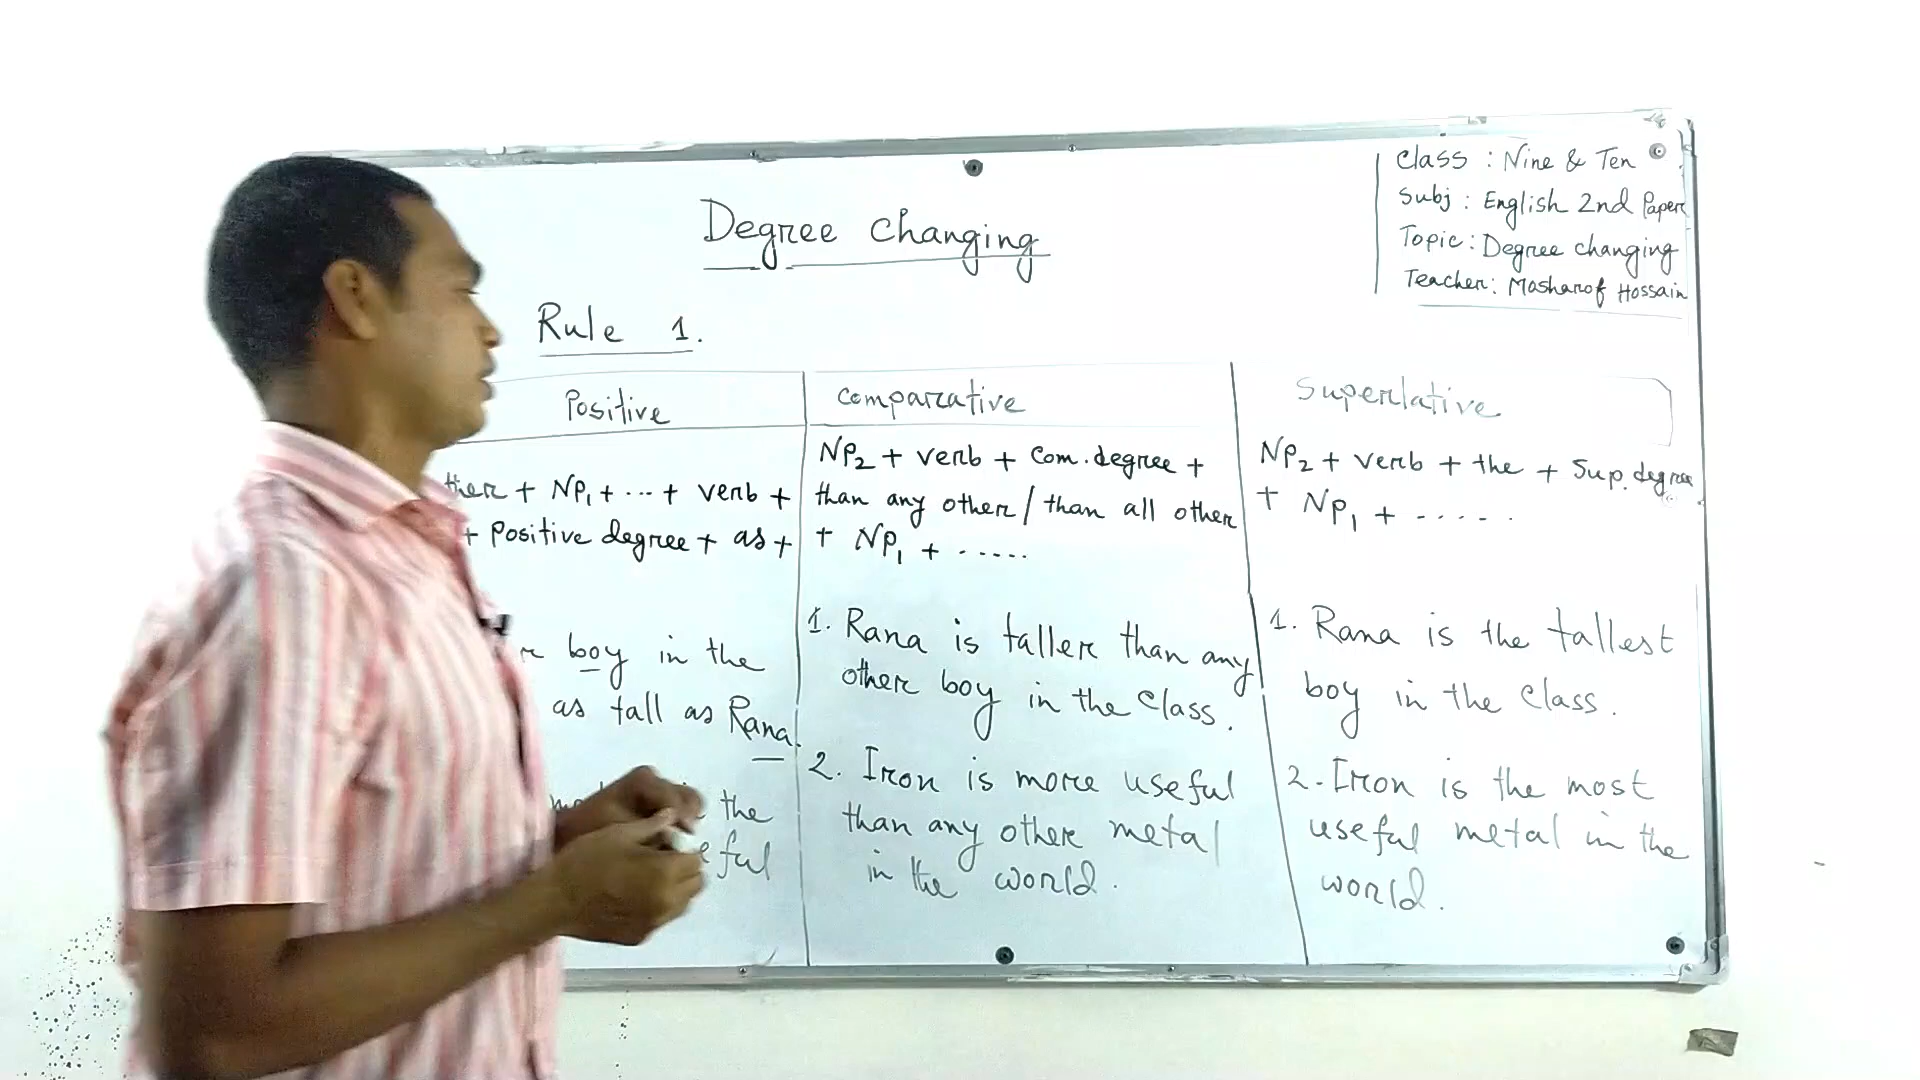 Class : Nine & Ten
Subj : English 2nd Paper
Topic : Degree changing
Teacher : Mosharof Hossain
Degree Changing
Rule 1.
Positive
+ NP1 + ... + verb +
+ Positive degree + as +
boy in the
as tall as Rana.
the
Comparative
NP2 + verb + Com. degree +
than any other / than all other
+ NP1 + ......
1. Rana is taller than any
other boy in the class.
2. Iron is more useful
than any other metal
in the world.
Superlative
NP2 + verb + the + Sup. degree
+ NP1 + .....
1. Rana is the tallest
boy in the class.
2. Iron is the most
useful metal in the
world.